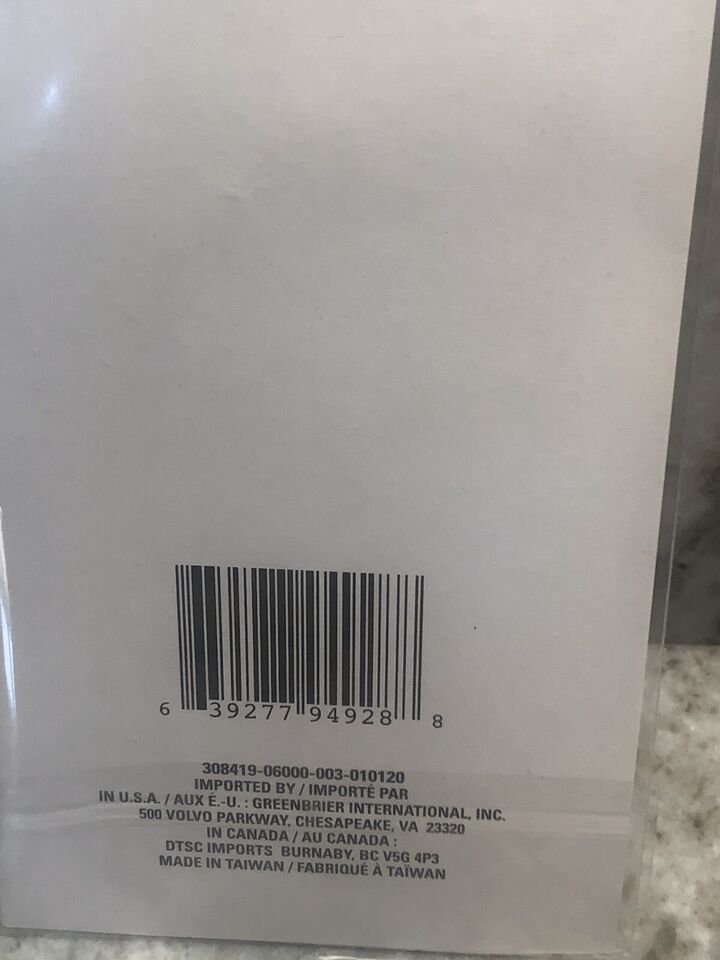 6 39277 94928 8
308419-06000-003-010120
IMPORTED BY / IMPORTÉ PAR
IN U.S.A. / AUX É.-U. : GREENBRIER INTERNATIONAL, INC.
500 VOLVO PARKWAY, CHESAPEAKE, VA 23320
IN CANADA / AU CANADA :
DTSC IMPORTS BURNABY, BC V5G 4P3
MADE IN TAIWAN / FABRIQUÉ À TAÏWAN